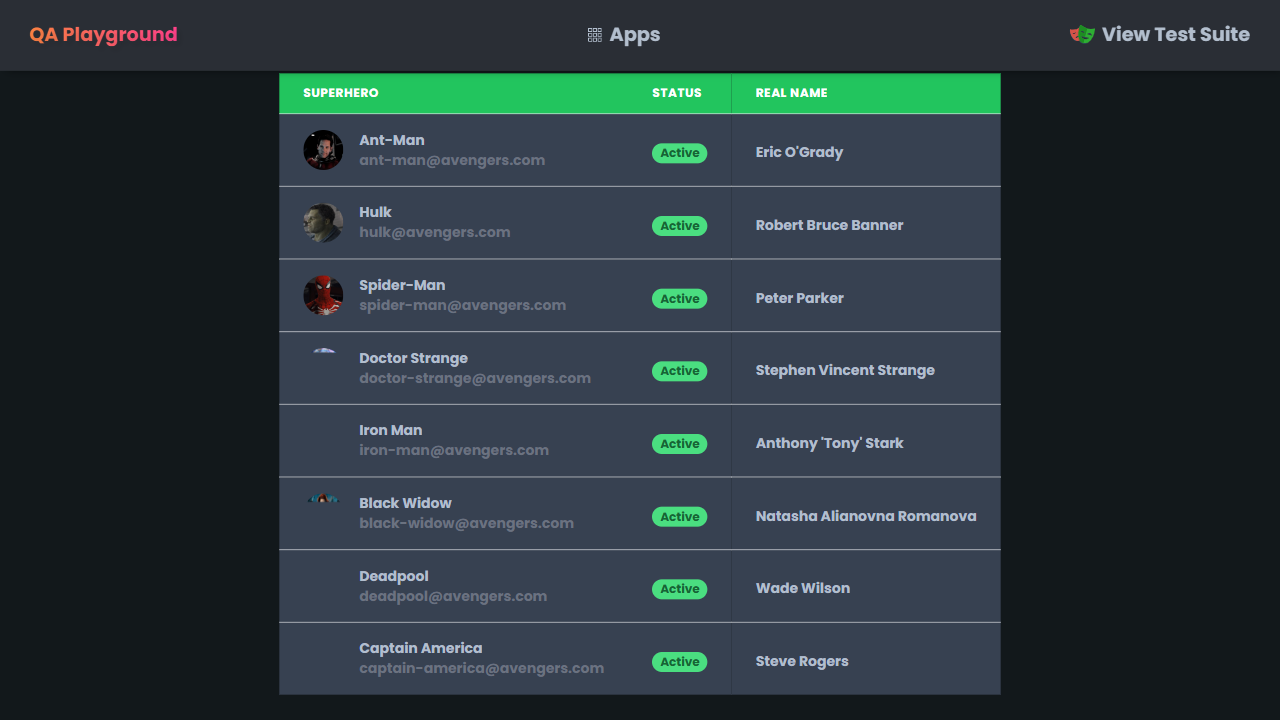 QA Playground
Apps
View Test Suite
SUPERHERO STATUS REAL NAME
Ant-Man
ant-man@avengers.com
Active
Eric O'Grady
Hulk
hulk@avengers.com
Active
Robert Bruce Banner
Spider-Man
spider-man@avengers.com
Active
Peter Parker
Doctor Strange
doctor-strange@avengers.com
Active
Stephen Vincent Strange
Iron Man
iron-man@avengers.com
Active
Anthony 'Tony' Stark
Black Widow
black-widow@avengers.com
Active
Natasha Alianovna Romanova
Deadpool
deadpool@avengers.com
Active
Wade Wilson
Captain America
captain-america@avengers.com
Active
Steve Rogers